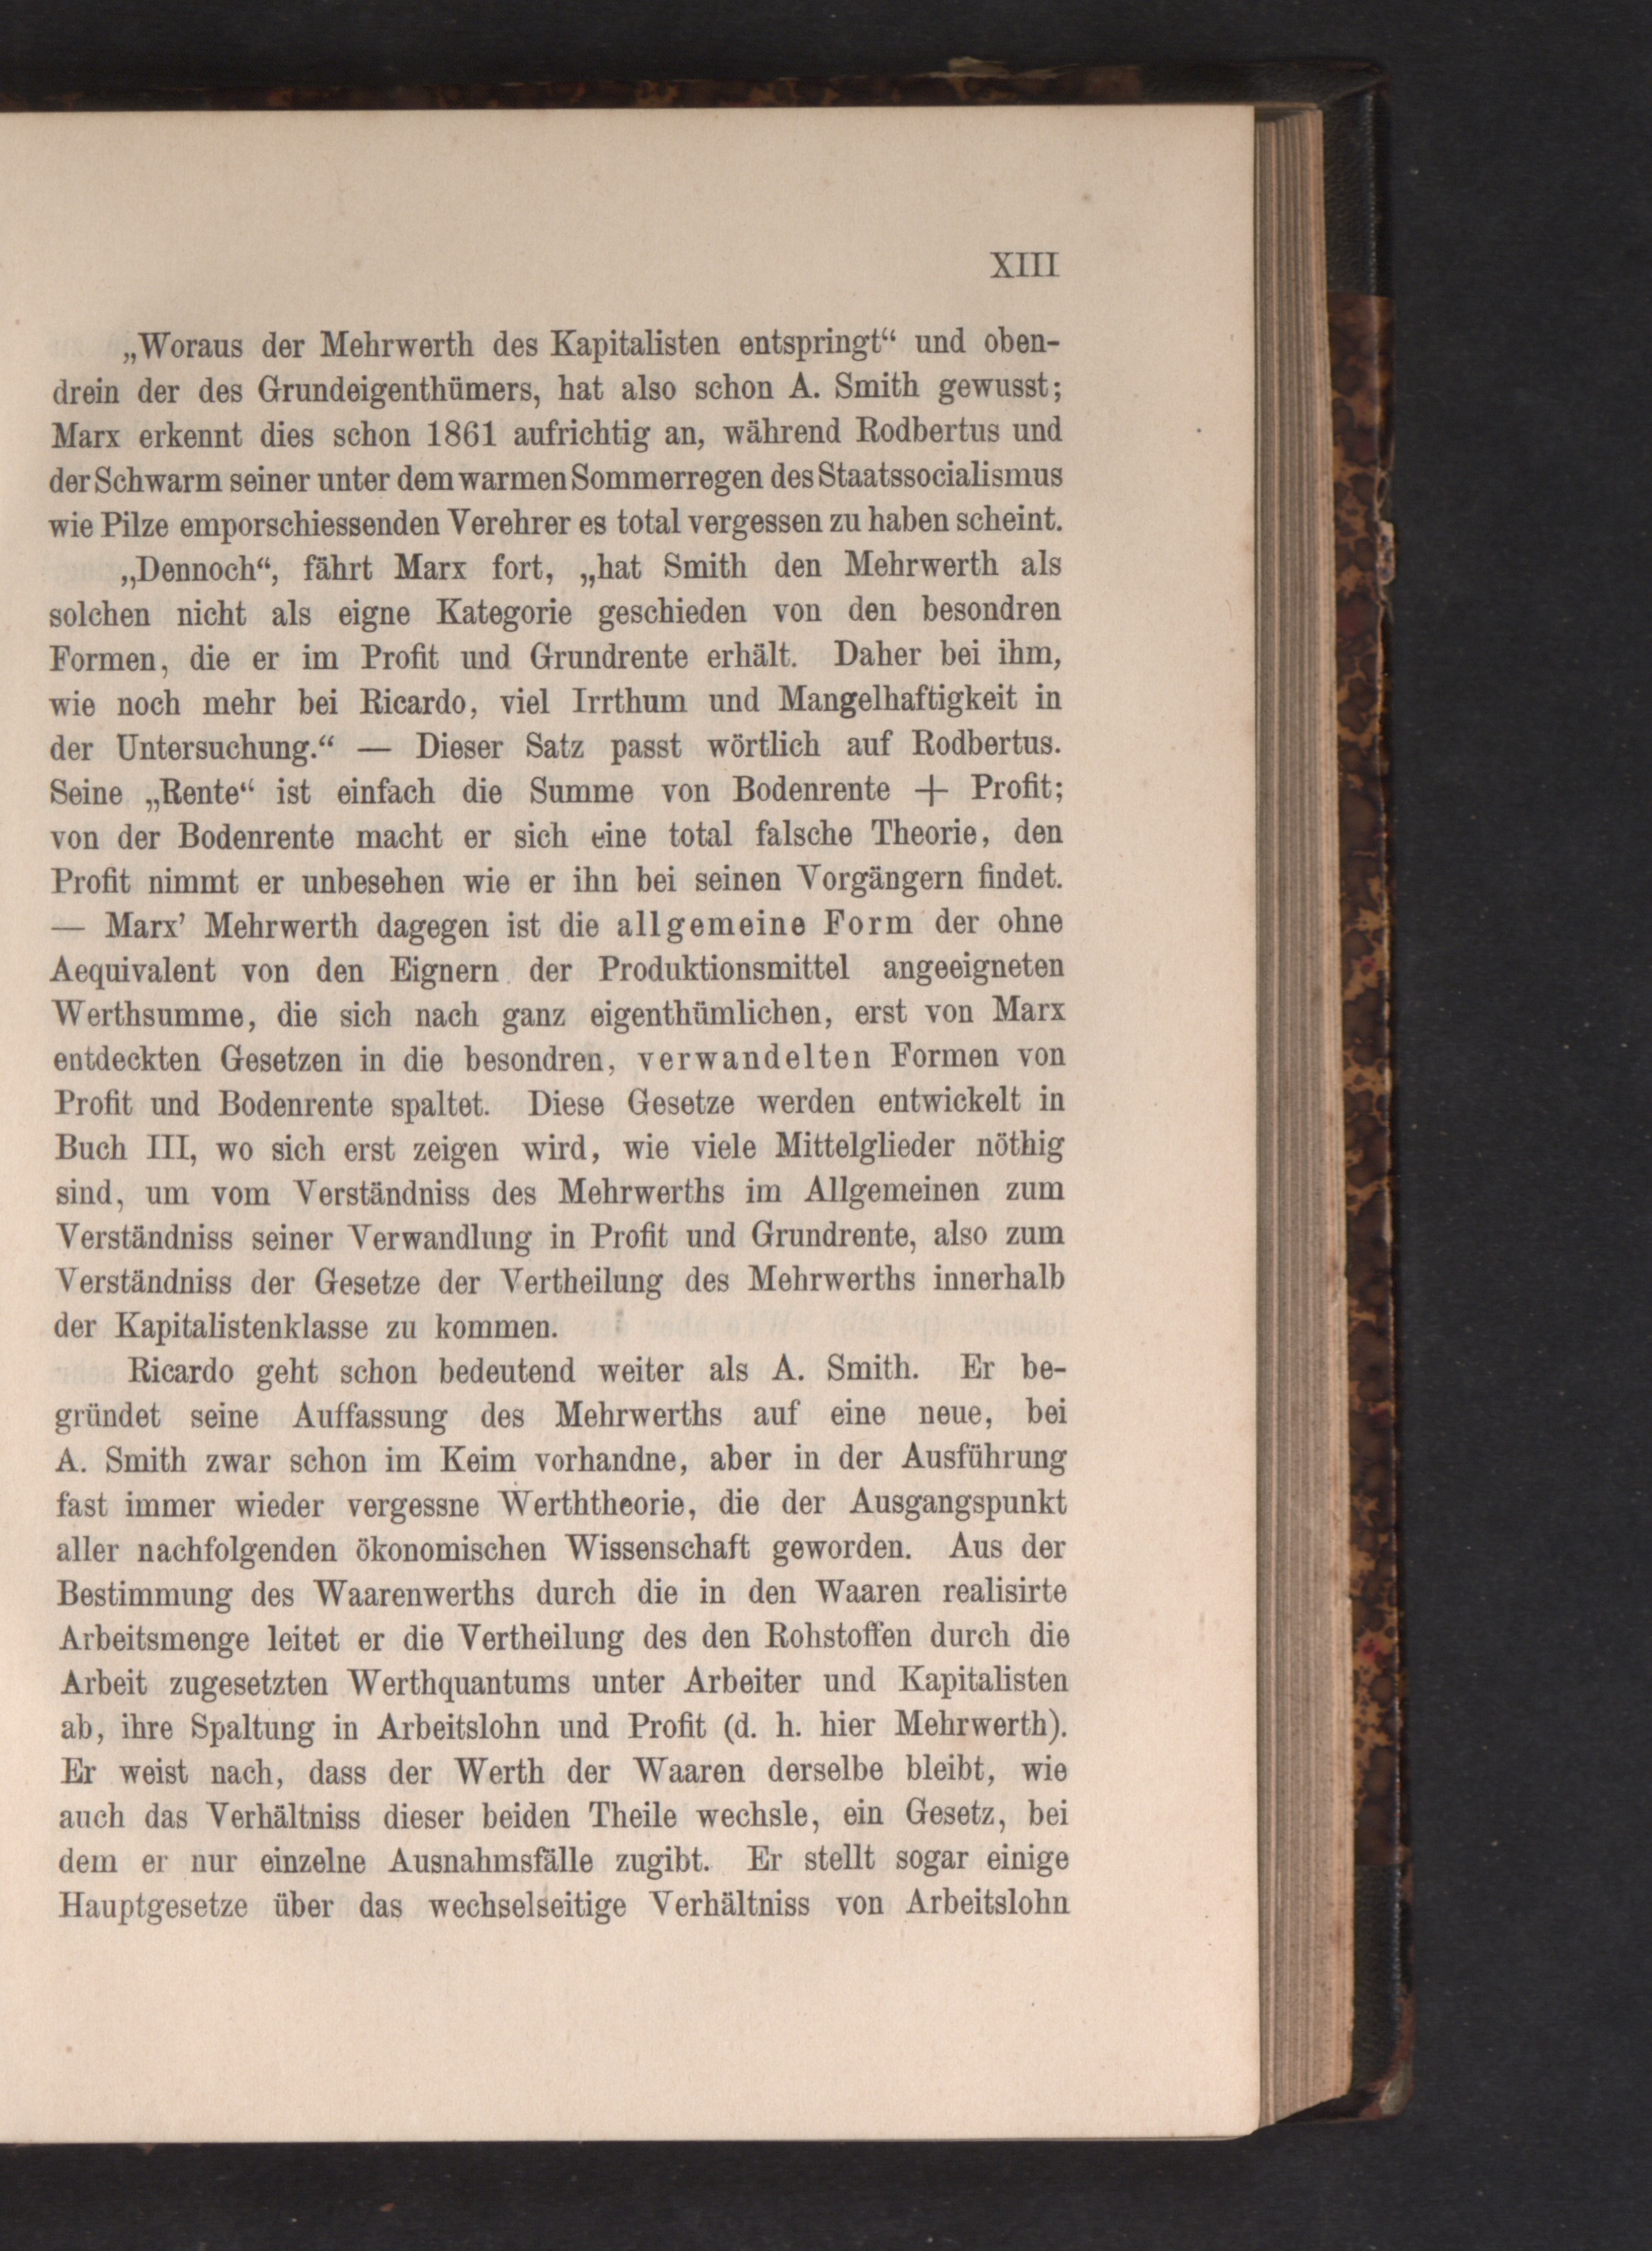 XIII
„Woraus der Mehrwerth des Kapitalisten entspringt“ und oben-
drein der des Grundeigenthümers, hat also schon A. Smith gewusst;
Marx erkennt dies schon 1861 aufrichtig an, während Rodbertus und
der Schwarm seiner unter dem warmen Sommerregen des Staatssocialismus
wie Pilze emporschiessenden Verehrer es total vergessen zu haben scheint.
„Dennoch“, fährt Marx fort, „hat Smith den Mehrwerth als
solchen nicht als eigne Kategorie geschieden von den besondren
Formen, die er im Profit und Grundrente erhält. Daher bei ihm,
wie noch mehr bei Ricardo, viel Irrthum und Mangelhaftigkeit in
der Untersuchung.“ — Dieser Satz passt wörtlich auf Rodbertus.
Seine „Rente“ ist einfach die Summe von Bodenrente + Profit;
von der Bodenrente macht er sich eine total falsche Theorie, den
Profit nimmt er unbesehen wie er ihn bei seinen Vorgängern findet.
— Marx’ Mehrwerth dagegen ist die allgemeine Form der ohne
Aequivalent von den Eignern der Produktionsmittel angeeigneten
Werthsumme, die sich nach ganz eigenthümlichen, erst von Marx
entdeckten Gesetzen in die besondren, verwandelten Formen von
Profit und Bodenrente spaltet. Diese Gesetze werden entwickelt in
Buch III, wo sich erst zeigen wird, wie viele Mittelglieder nöthig
sind, um vom Verständniss des Mehrwerths im Allgemeinen zum
Verständniss seiner Verwandlung in Profit und Grundrente, also zum
Verständniss der Gesetze der Vertheilung des Mehrwerths innerhalb
der Kapitalistenklasse zu kommen.
Ricardo geht schon bedeutend weiter als A. Smith. Er be-
gründet seine Auffassung des Mehrwerths auf eine neue, bei
A. Smith zwar schon im Keim vorhandne, aber in der Ausführung
fast immer wieder vergessne Werththeorie, die der Ausgangspunkt
aller nachfolgenden ökonomischen Wissenschaft geworden. Aus der
Bestimmung des Waarenwerths durch die in den Waaren realisirte
Arbeitsmenge leitet er die Vertheilung des den Rohstoffen durch die
Arbeit zugesetzten Werthquantums unter Arbeiter und Kapitalisten
ab, ihre Spaltung in Arbeitslohn und Profit (d. h. hier Mehrwerth).
Er weist nach, dass der Werth der Waaren derselbe bleibt, wie
auch das Verhältniss dieser beiden Theile wechsle, ein Gesetz, bei
dem er nur einzelne Ausnahmsfälle zugibt. Er stellt sogar einige
Hauptgesetze über das wechselseitige Verhältniss von Arbeitslohn